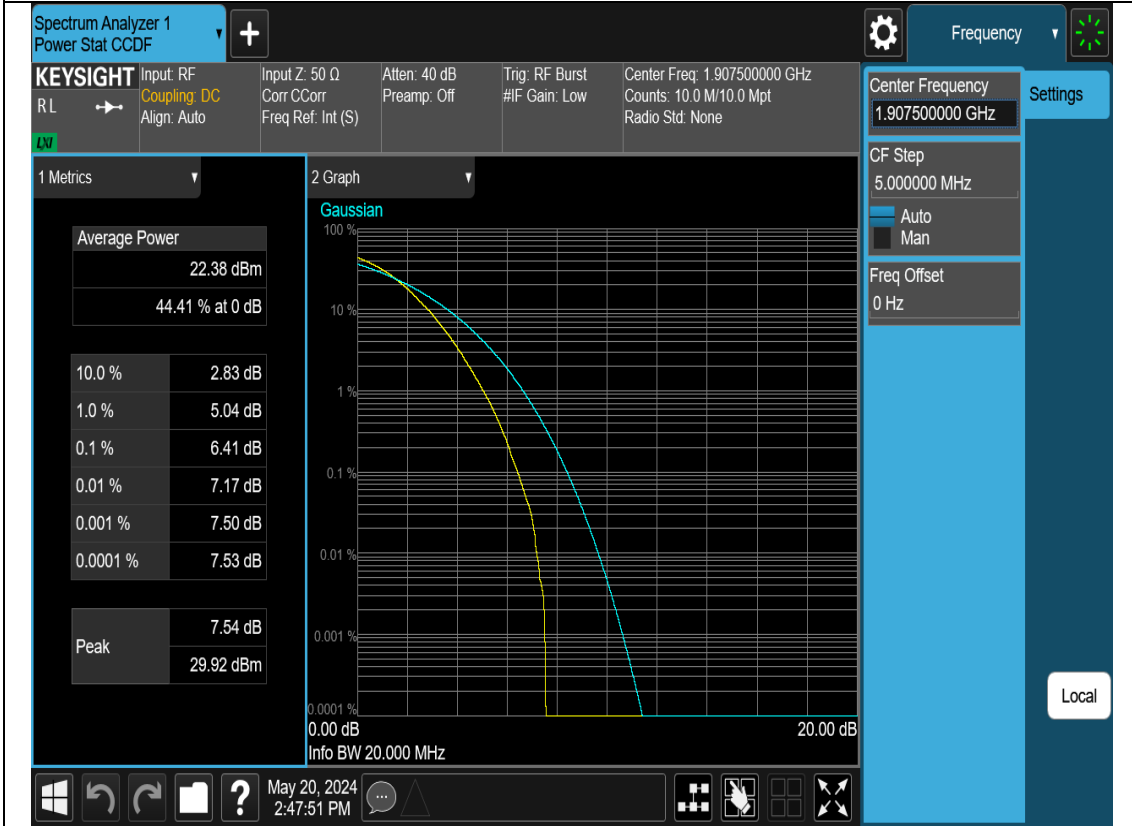 Spectrum Analyzer 1
Power Stat CCDF
+
Frequency
KEYSIGHT
RL
LXI
Input: RF
Coupling: DC
Align: Auto
Input Z: 50 Ω
Corr CCorr
Freq Ref: Int (S)
Atten: 40 dB
Preamp: Off
Trig: RF Burst
#IF Gain: Low
Center Freq: 1.907500000 GHz
Counts: 10.0 M/10.0 Mpt
Radio Std: None
Center Frequency
1.907500000 GHz
Settings
CF Step
5.000000 MHz
Auto
Man
Freq Offset
0 Hz
Local
1 Metrics
Average Power
22.38 dBm
44.41 % at 0 dB
10.0 % 2.83 dB
1.0 % 5.04 dB
0.1 % 6.41 dB
0.01 % 7.17 dB
0.001 % 7.50 dB
0.0001 % 7.53 dB
Peak
7.54 dB
29.92 dBm
2 Graph
Gaussian
100 %
10 %
1 %
0.1 %
0.01 %
0.001 %
0.0001 %
0.00 dB 20.00 dB
Info BW 20.000 MHz
?
May 20, 2024
2:47:51 PM